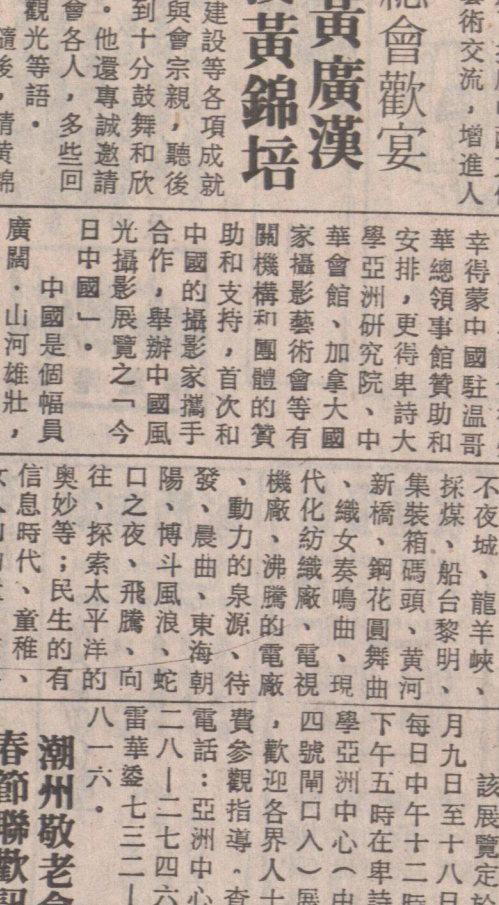 藝術交流，增進人
總會歡宴
黃廣漢
黃錦培
建設等各項成就
與會宗親，聽後
到十分鼓舞和欣
。他還專誠邀請
會各人，多些回
觀光等語。
隨後，請黃錦
幸得蒙中國駐温哥
華總領事館贊助和
安排，更得卑詩大
學亞洲研究院、中
華會館、加拿大國
家攝影藝術會等有
關機構和團體的贊
助和支持，首次和
中國的攝影家攜手
合作，舉辦中國風
光攝影展覽之「今
日中國」。
中國是個幅員
廣闊．山河雄壯，
不夜城、龍羊峽、
採煤、船台黎明、
集裝箱碼頭、黄河
新橋、鋼花圓舞曲
、織女奏鳴曲、現
代化紡織廠、電視
機廠、沸騰的電廠
、動力的泉源、待
發、晨曲、東海朝
陽、博斗風浪、蛇
口之夜、飛騰、向
往、探索太平洋的
奧妙等；民生的有
信息時代、童稚、
該展覽定於
月九日至十八日
每日中午十二時
下午五時在卑詩
學亞洲中心（由
四號閘口入）展
，歡迎各界人士
費參觀指導。查
電話：亞洲中心
二八—二七四六
雷華鍌七三二—
八一六。
潮州敬老會
春節聯歡訊